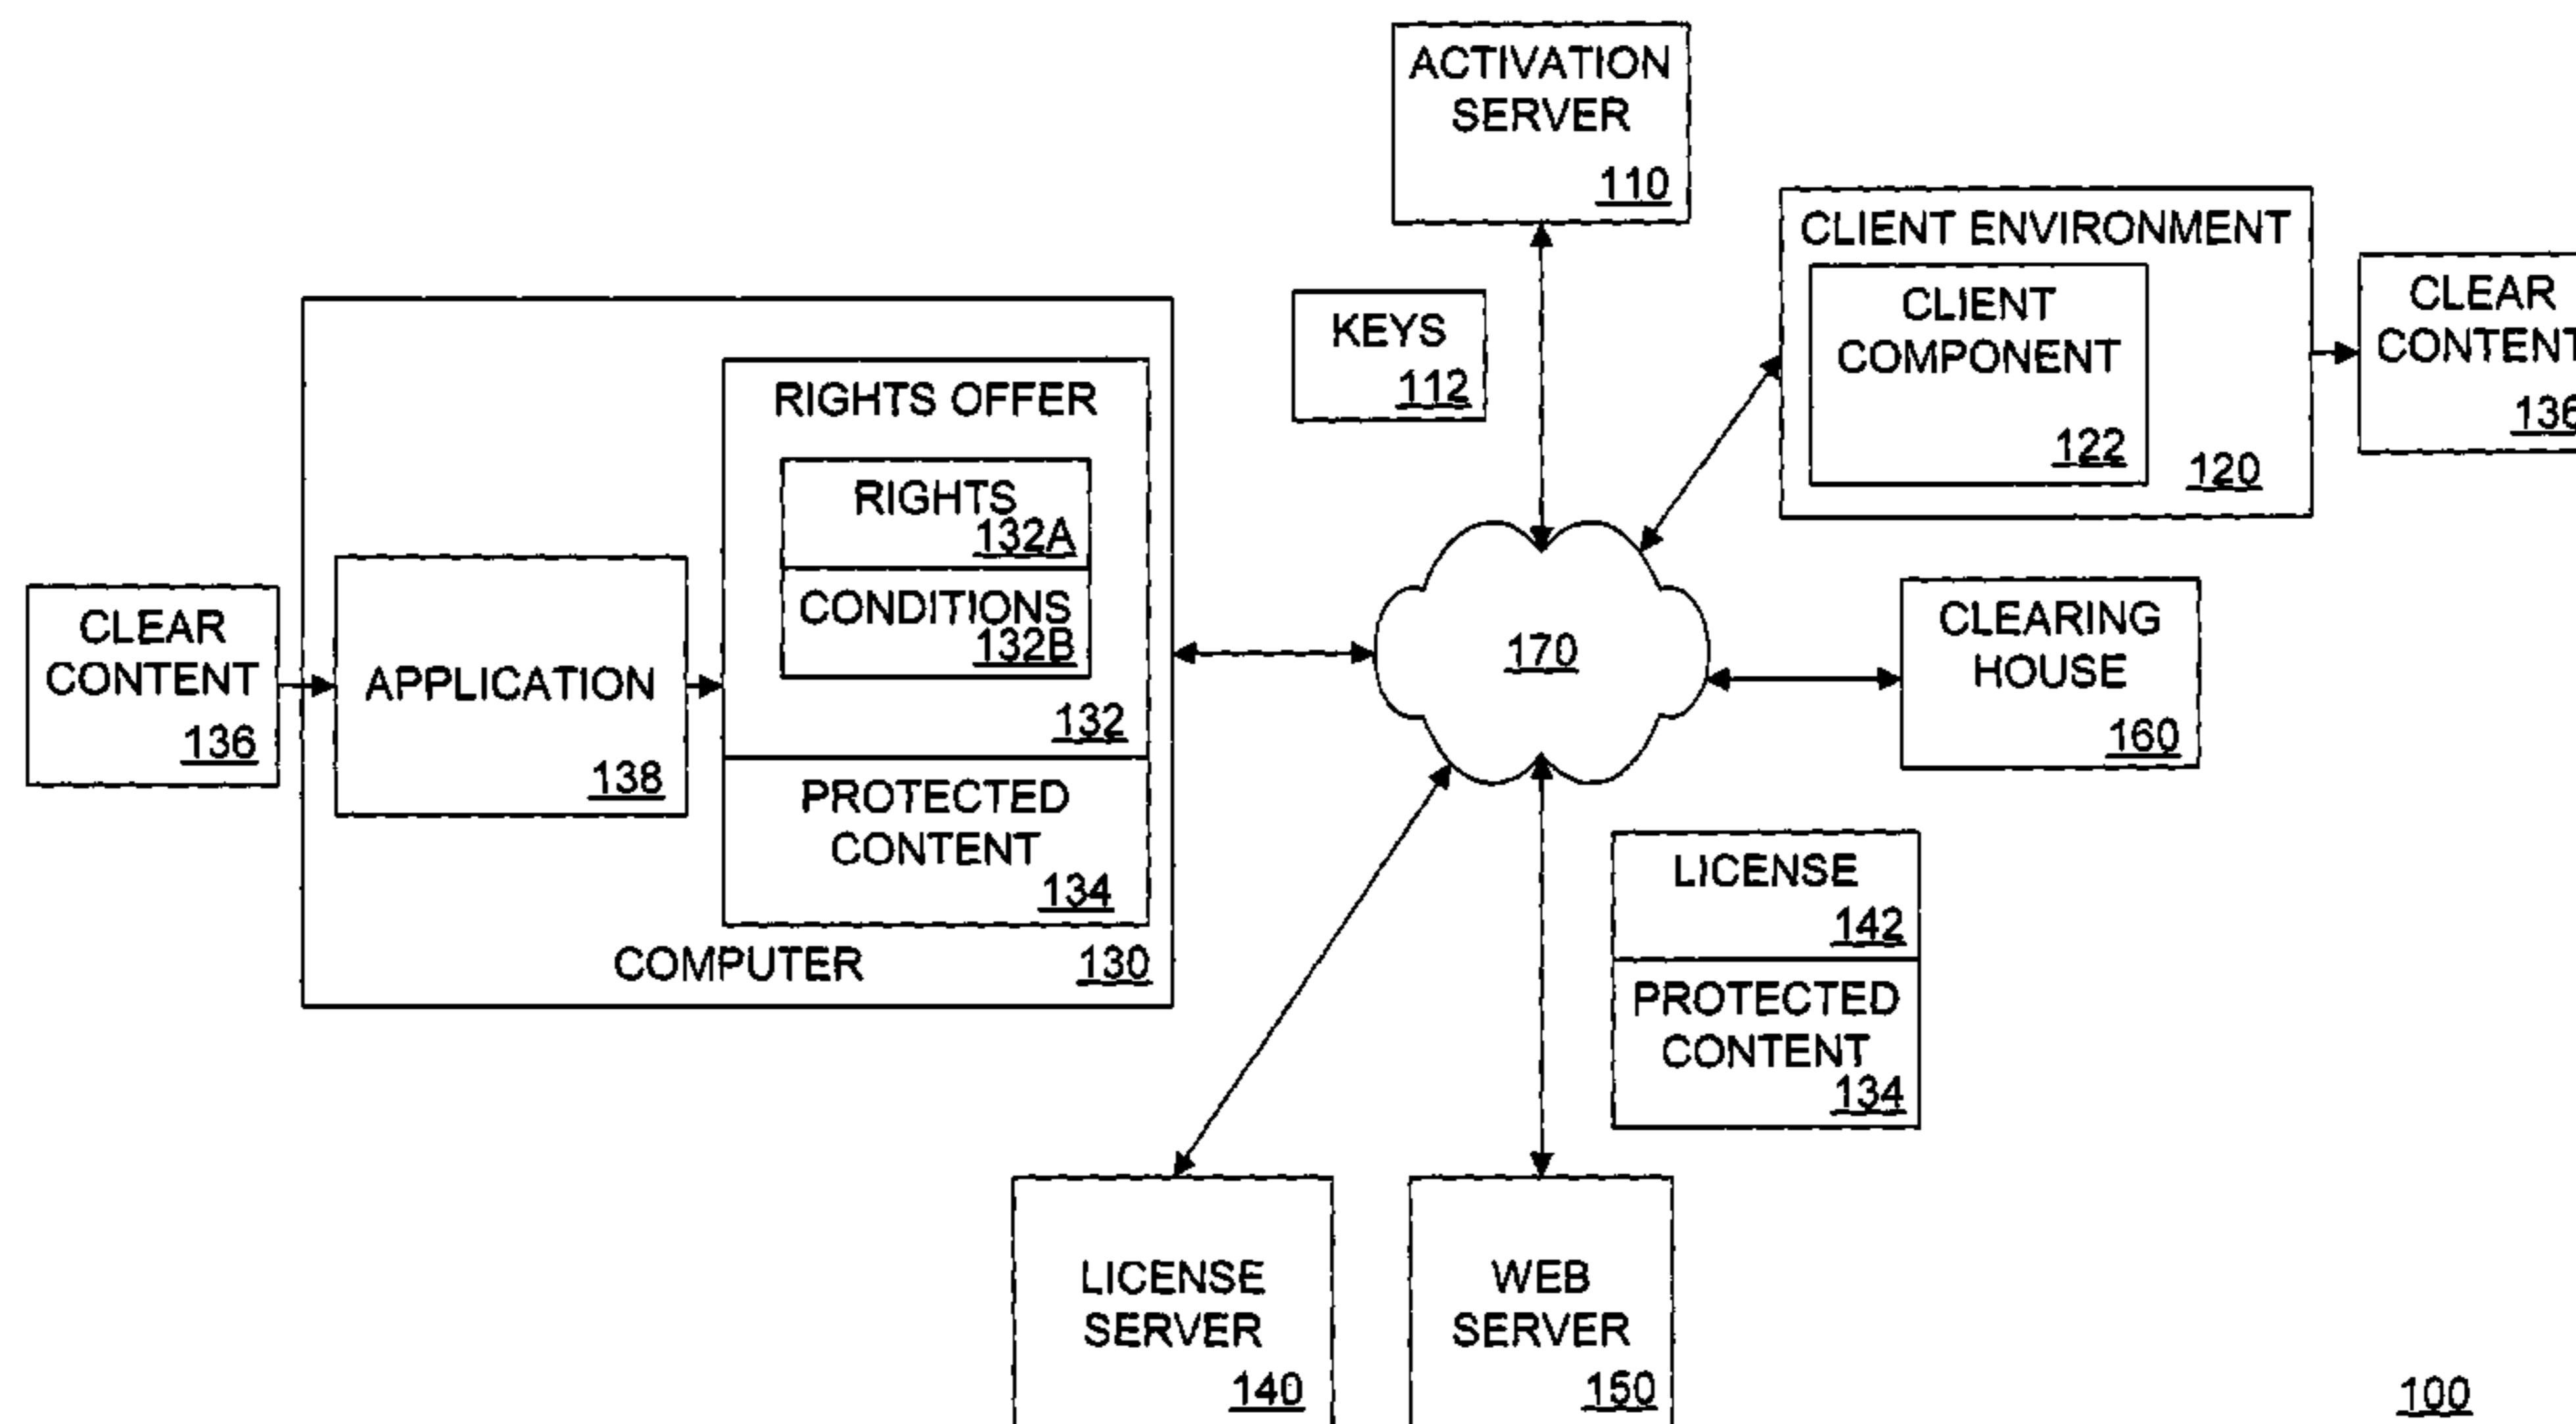 ACTIVATION
SERVER
110
KEYS
112
CLIENT ENVIRONMENT
CLIENT
COMPONENT
122
120
CLEAR
CONTENT
136
RIGHTS OFFER
RIGHTS
132A
CONDITIONS
132B
132
PROTECTED
CONTENT
134
CLEAR
CONTENT
136
APPLICATION
138
COMPUTER
130
170
CLEARING
HOUSE
160
LICENSE
142
PROTECTED
CONTENT
134
LICENSE
SERVER
140
WEB
SERVER
150
100